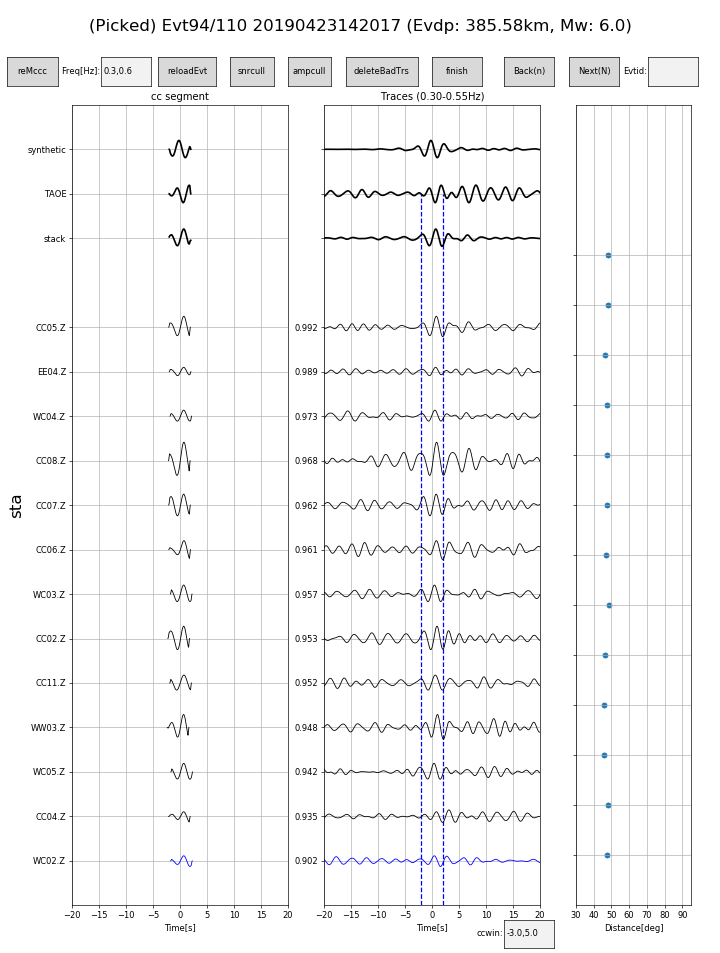 (Picked) Evt94/110 20190423142017 (Evdp: 385.58km, Mw: 6.0)
reMccc Freq[Hz]: 0.3,0.6 reloadEvt snrcull ampcull deleteBadTrs finish Back(n) Next(N) Evtid:
cc segment Traces (0.30-0.55Hz)
synthetic
TAOE
stack
CC05.Z 0.992
EE04.Z 0.989
WC04.Z 0.973
CC08.Z 0.968
CC07.Z 0.962
sta
CC06.Z 0.961
WC03.Z 0.957
CC02.Z 0.953
CC11.Z 0.952
WW03.Z 0.948
WC05.Z 0.942
CC04.Z 0.935
WC02.Z 0.902
−20 −15 −10 −5 0 5 10 15 20 −20 −15 −10 −5 0 5 10 15 20 30 40 50 60 70 80 90
Time[s] Time[s] Distance[deg]
ccwin: -3.0,5.0